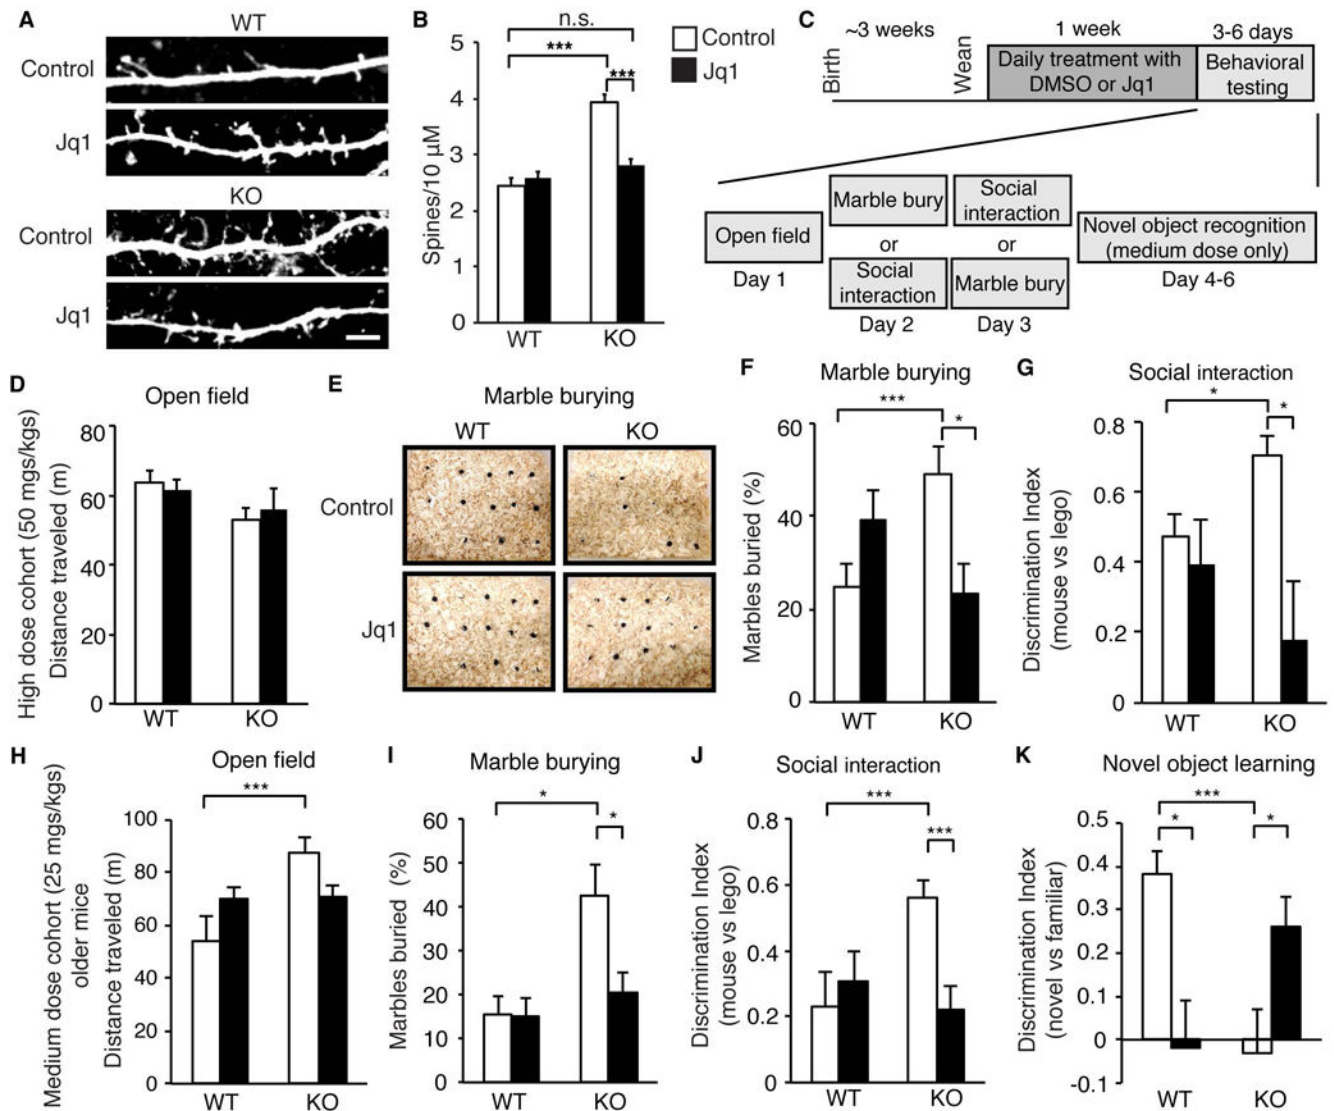 A
WT
Control
Jq1
KO
Control
Jq1
B
n.s.
***
***
Control
Jq1
Spines/10 µM
5
4
3
2
1
0
WT
KO
C
Birth
~3 weeks
Wean
1 week
3-6 days
Daily treatment with
DMSO or Jq1
Behavioral
testing
Open field
Day 1
Marble bury
or
Social
interaction
Day 2
Social
interaction
or
Marble bury
Day 3
Novel object recognition
(medium dose only)
Day 4-6
D
Open field
High dose cohort (50 mgs/kgs)
Distance traveled (m)
80
60
40
20
0
WT
KO
E
Marble burying
WT
KO
Control
Jq1
F
Marble burying
***
*
Marbles buried (%)
60
40
20
0
WT
KO
G
Social interaction
*
*
Discrimination Index
(mouse vs lego)
0.8
0.6
0.4
0.2
0
WT
KO
H
Open field
***
Medium dose cohort (25 mgs/kgs)
older mice
Distance traveled (m)
100
80
60
40
20
0
WT
KO
I
Marble burying
*
*
Marbles buried (%)
60
50
40
30
20
10
0
WT
KO
J
Social interaction
***
***
Discrimination Index
(mouse vs lego)
0.8
0.6
0.4
0.2
0
WT
KO
K
Novel object learning
***
*
*
Discrimination Index
(novel vs familiar)
0.5
0.4
0.3
0.2
0.1
0
-0.1
WT
KO